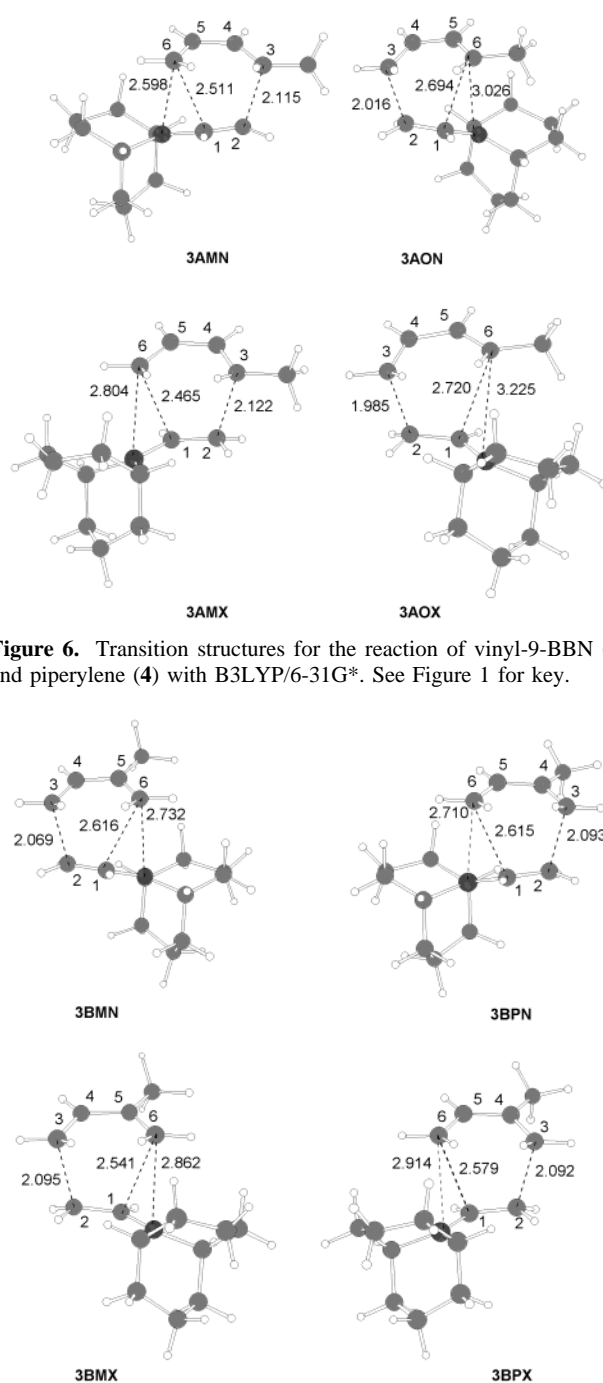 5 4 3 6
2.598 2.511 2.115
1 2
3AMN
4 5 3 6
2.694 3.026 2.016
2 1
3AON
5 4 6 3
2.804 2.465 2.122
1 2
3AMX
4 5 3 6
2.720 3.225 1.985
2 1
3AOX
igure 6. Transition structures for the reaction of vinyl-9-BBN (
nd piperylene (4) with B3LYP/6-31G*. See Figure 1 for key.
4 5 3 6
2.616 2.732 2.069
2 1
3BMN
5 4 6 3
2.710 2.615 2.093
1 2
3BPN
4 5 3 6
2.541 2.862 2.095
1 2
3BMX
5 4 6 3
2.914 2.579 2.092
1 2
3BPX